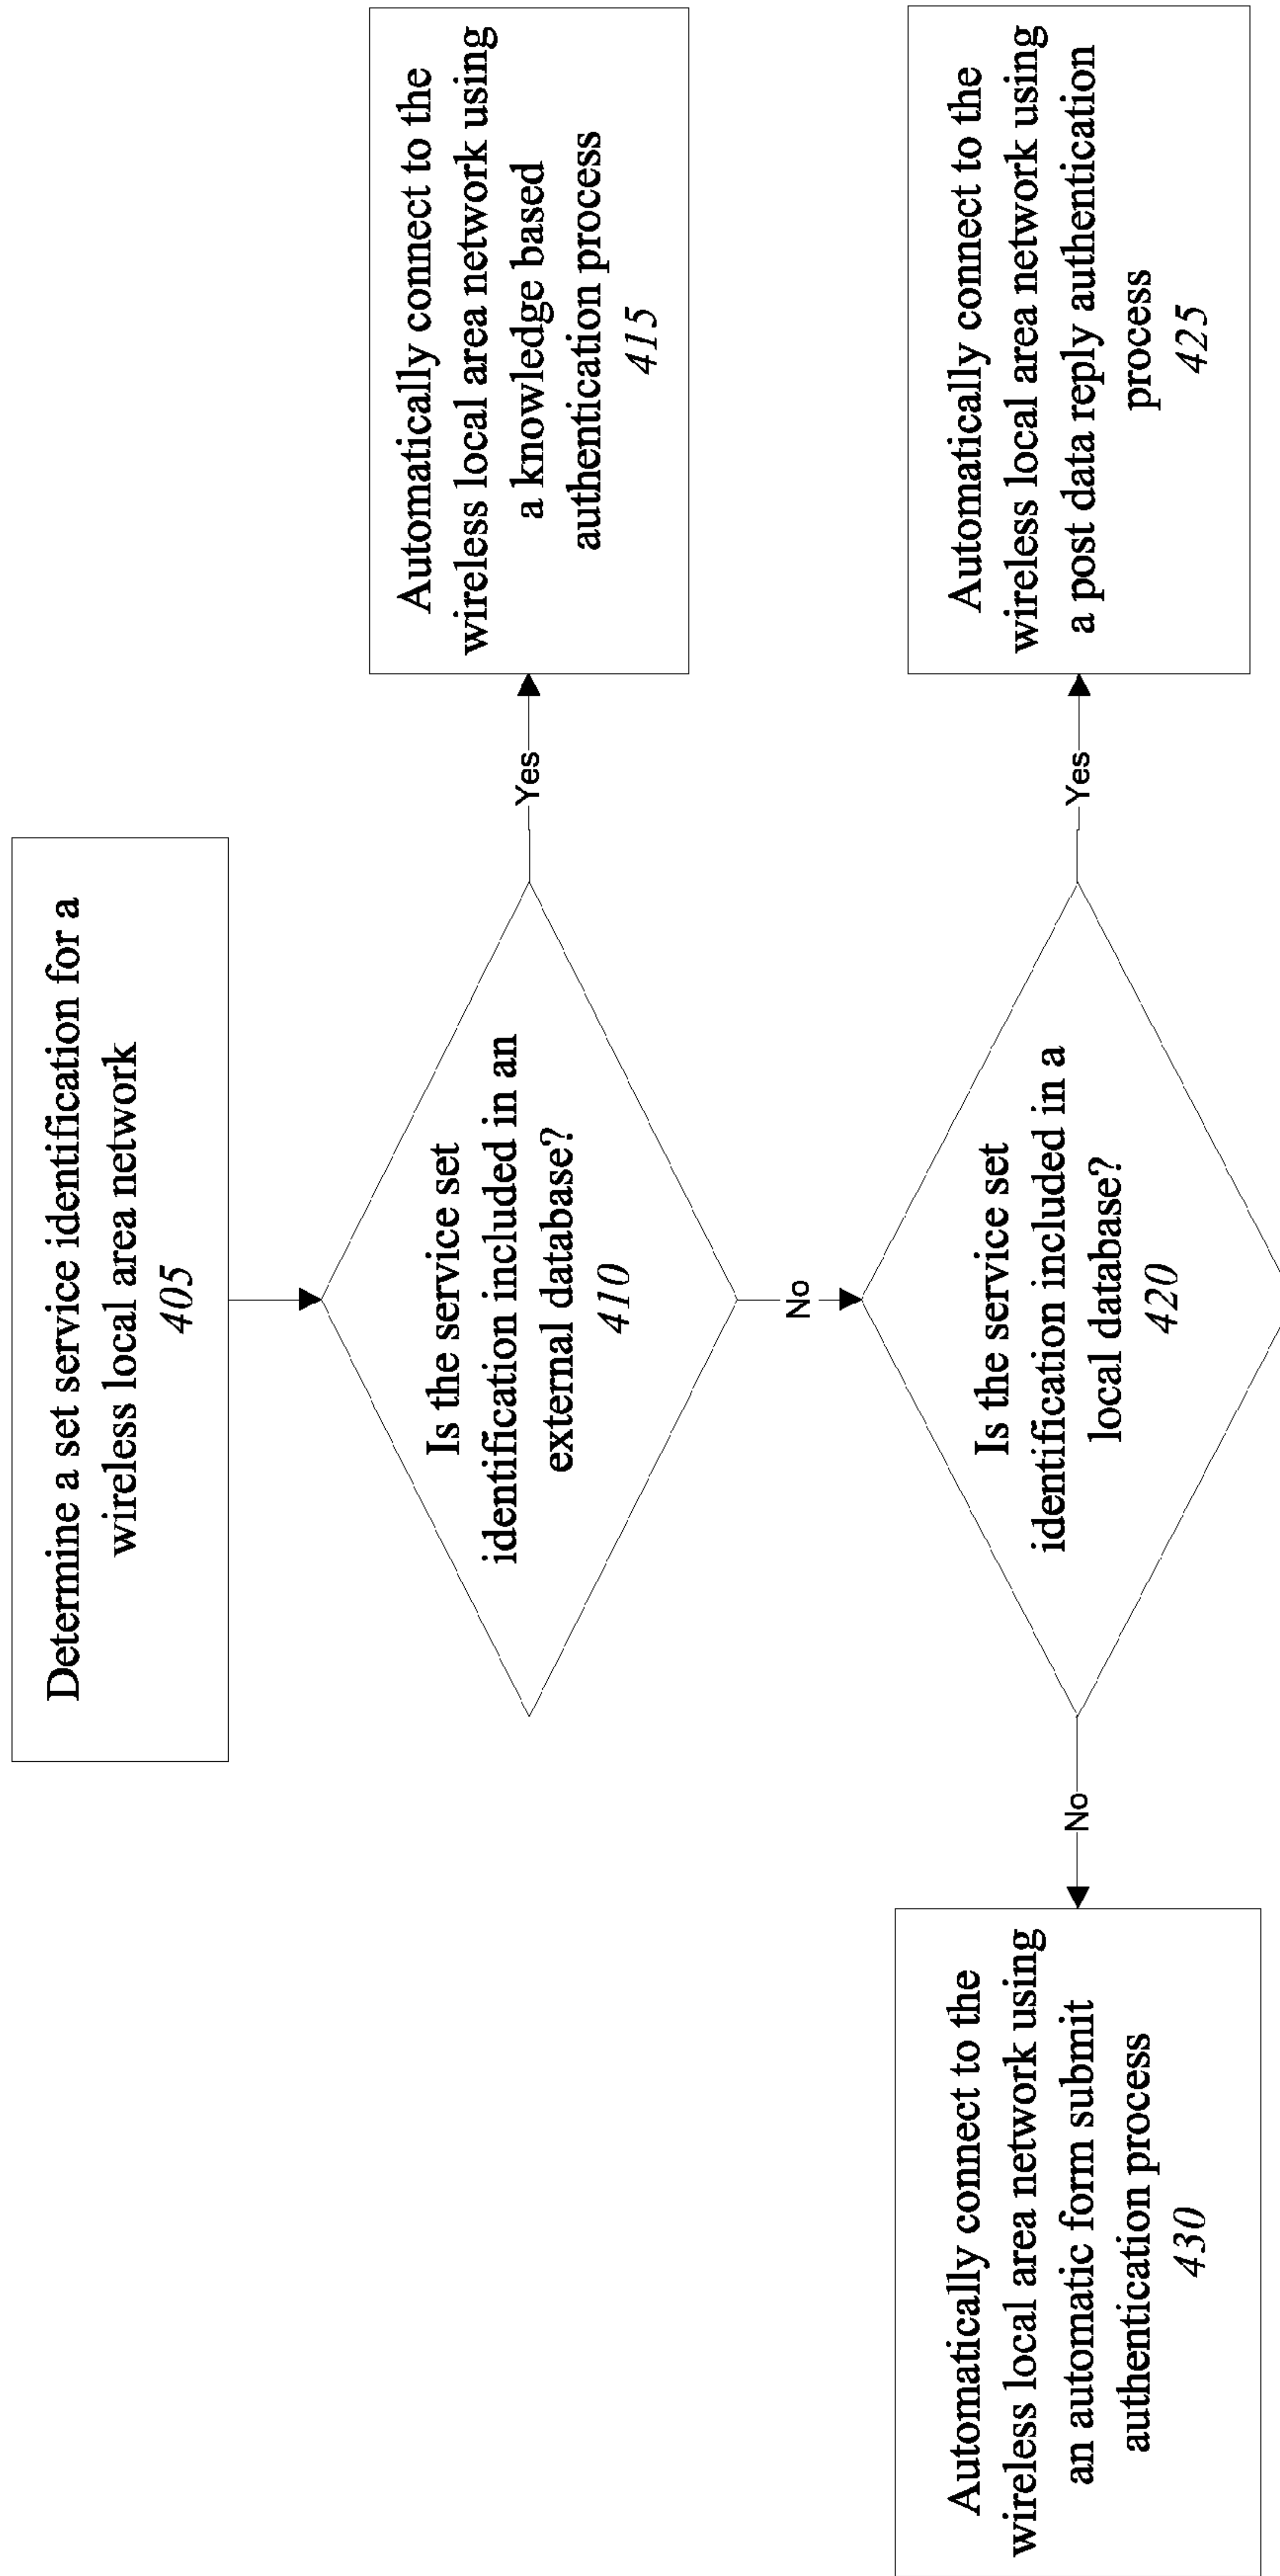 Determine a set service identification for a
wireless local area network
405
Is the service set
identification included in an
external database?
410
Yes
Automatically connect to the
wireless local area network using
a knowledge based
authentication process
415
No
Is the service set
identification included in a
local database?
420
Yes
Automatically connect to the
wireless local area network using
a post data reply authentication
process
425
No
Automatically connect to the
wireless local area network using
an automatic form submit
authentication process
430